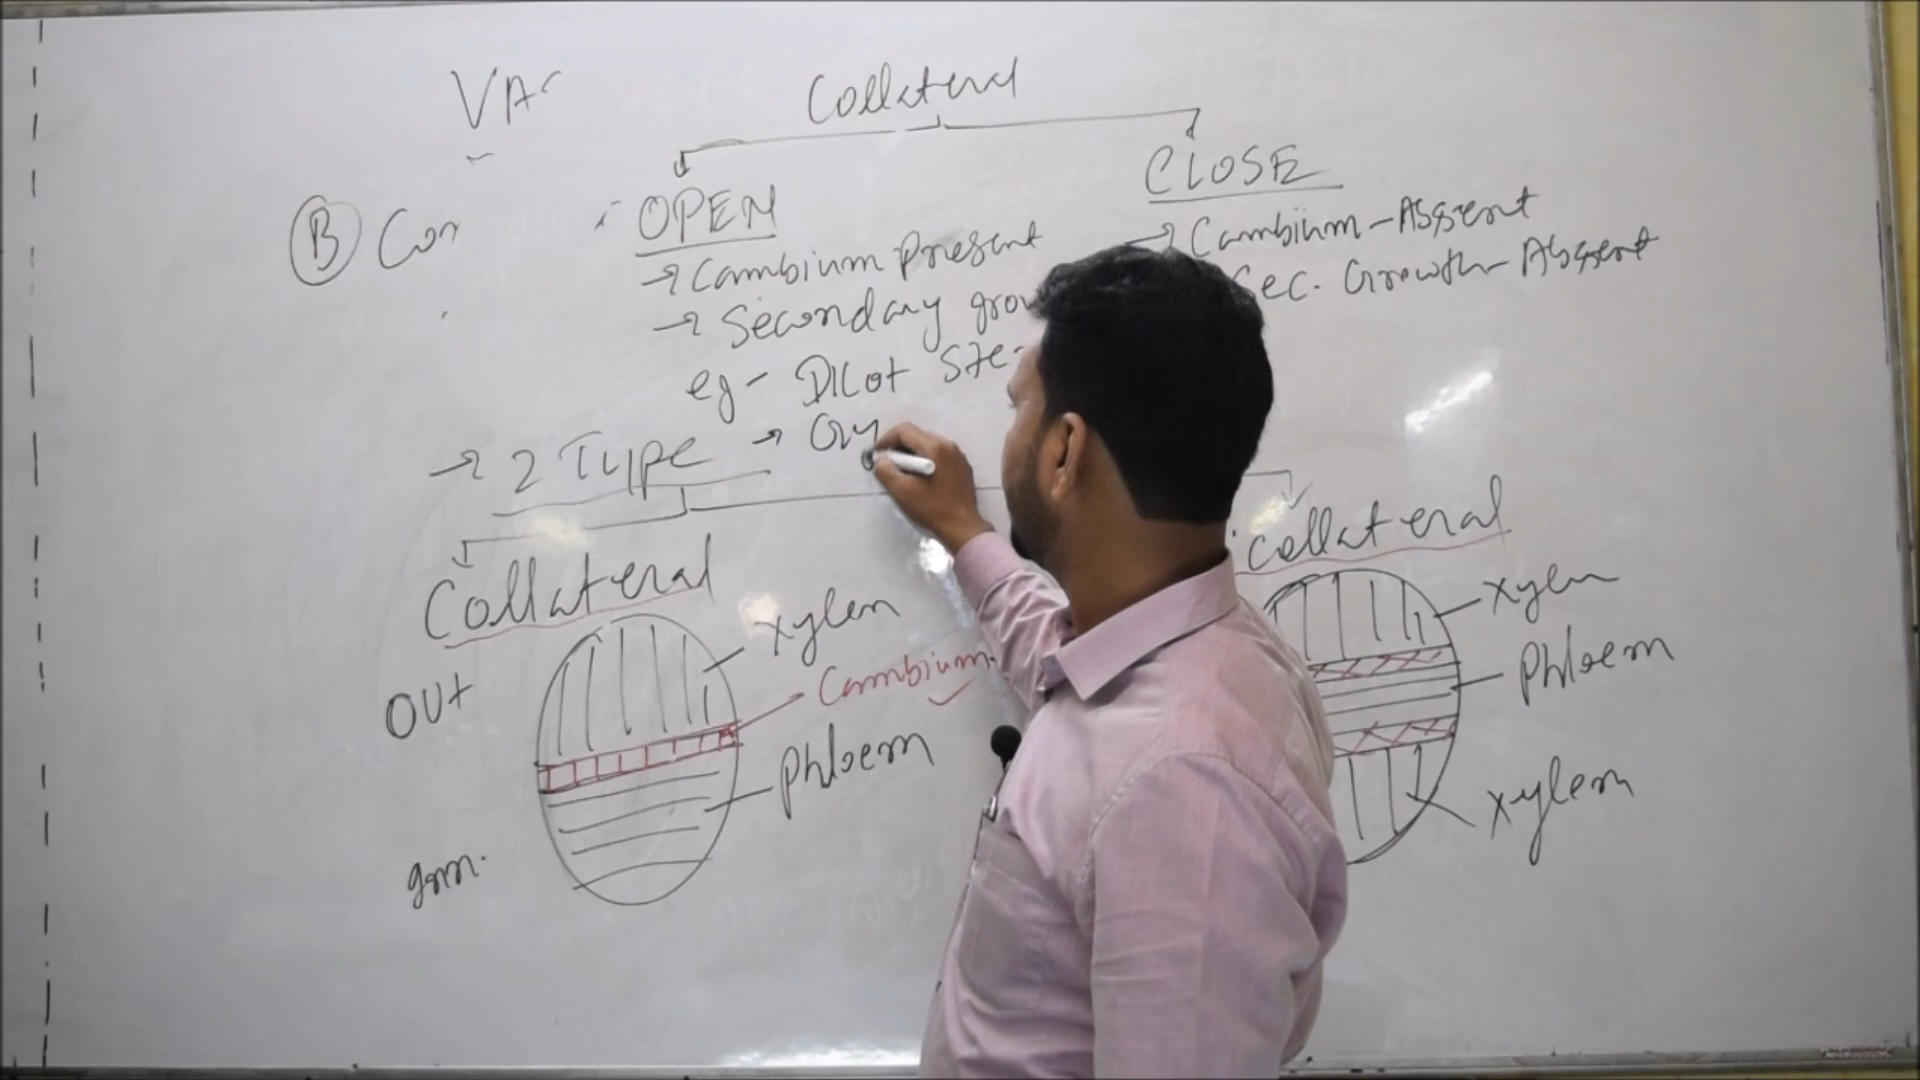 Collateral
OPEN
→ Cambium present
→ Secondary
eg - Dicot
CLOSE
→ Cambium - Absent
Sec. Growth - Absent
→ 2 Type
Collateral
OUT
xylem
Cambium
Phloem
collateral
xylem
Phloem
xylem